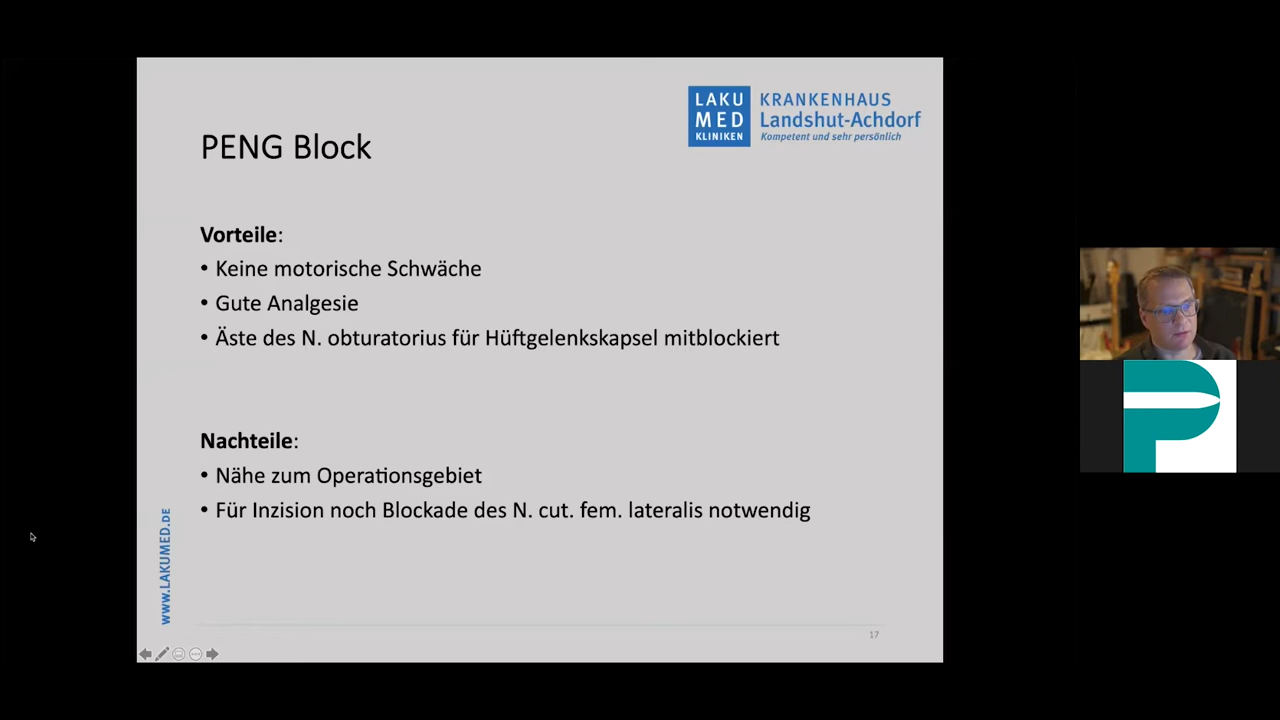 LAKU
MED
KLINIKEN
KRANKENHAUS
Landshut-Achdorf
Kompetent und sehr persönlich
PENG Block
Vorteile:
• Keine motorische Schwäche
• Gute Analgesie
• Äste des N. obturatorius für Hüftgelenkskapsel mitblockiert
Nachteile:
• Nähe zum Operationsgebiet
• Für Inzision noch Blockade des N. cut. fem. lateralis notwendig
www.LAKUMED.DE
17
P